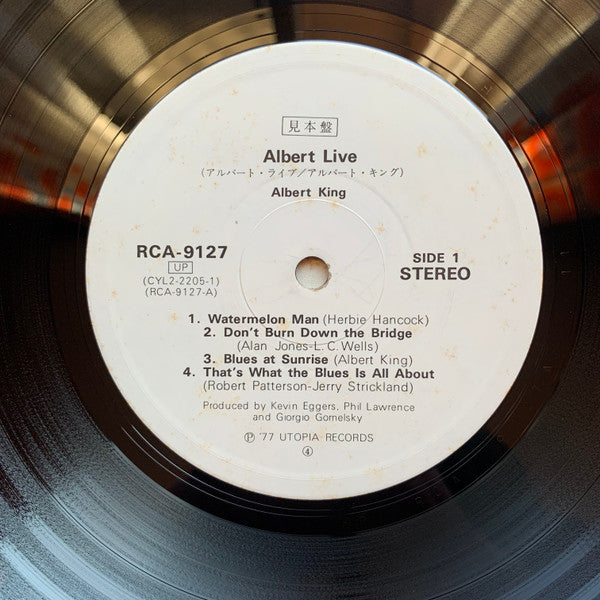 見本盤
Albert Live
(アルバート・ライブ/アルバート・キング)
Albert King
RCA-9127
UP
(CYL2-2205-1)
(RCA-9127-A)
SIDE 1
STEREO
1. Watermelon Man (Herbie Hancock)
2. Don't Burn Down the Bridge
(Alan Jones-L. C. Wells)
3. Blues at Sunrise (Albert King)
4. That's What the Blues Is All About
(Robert Patterson-Jerry Strickland)
Produced by Kevin Eggers, Phil Lawrence
and Giorgio Gomelsky
Ⓟ '77 UTOPIA RECORDS
④